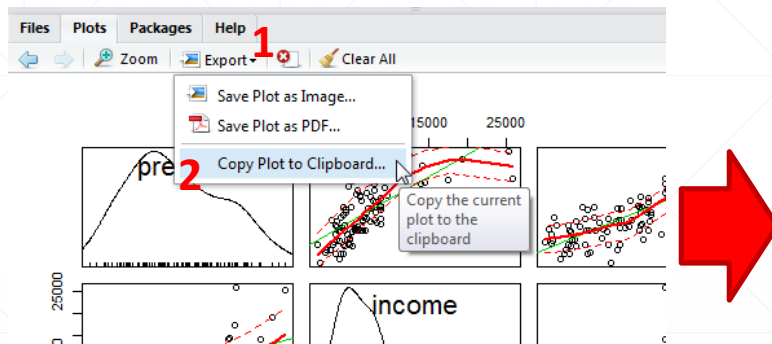 Files Plots Packages Help
1
Zoom Export Clear All
Save Plot as Image...
Save Plot as PDF...
15000 25000
2
Copy Plot to Clipboard...
pre
Copy the current
plot to the
clipboard
25000
income